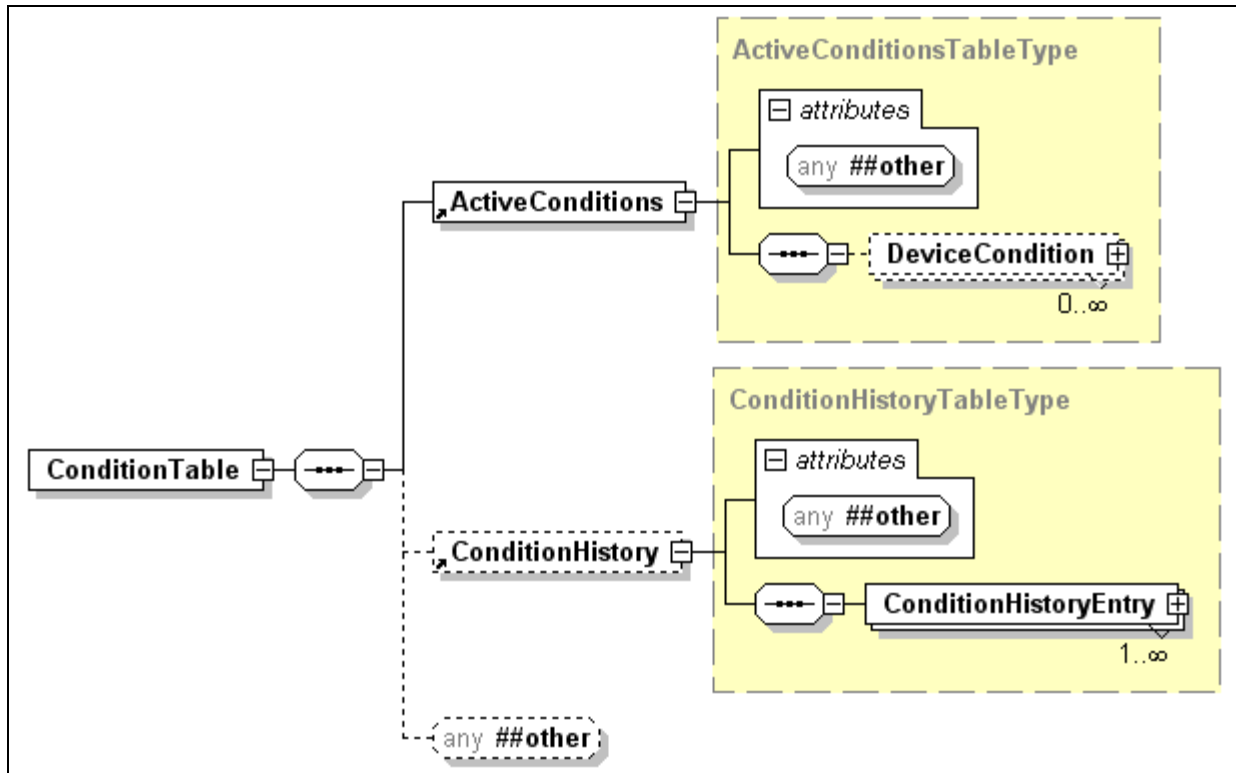 ActiveConditionsTableType
attributes
any ##other
ActiveConditions
DeviceCondition
0..∞
ConditionHistoryTableType
attributes
any ##other
ConditionTable
ConditionHistory
ConditionHistoryEntry
1..∞
any ##other